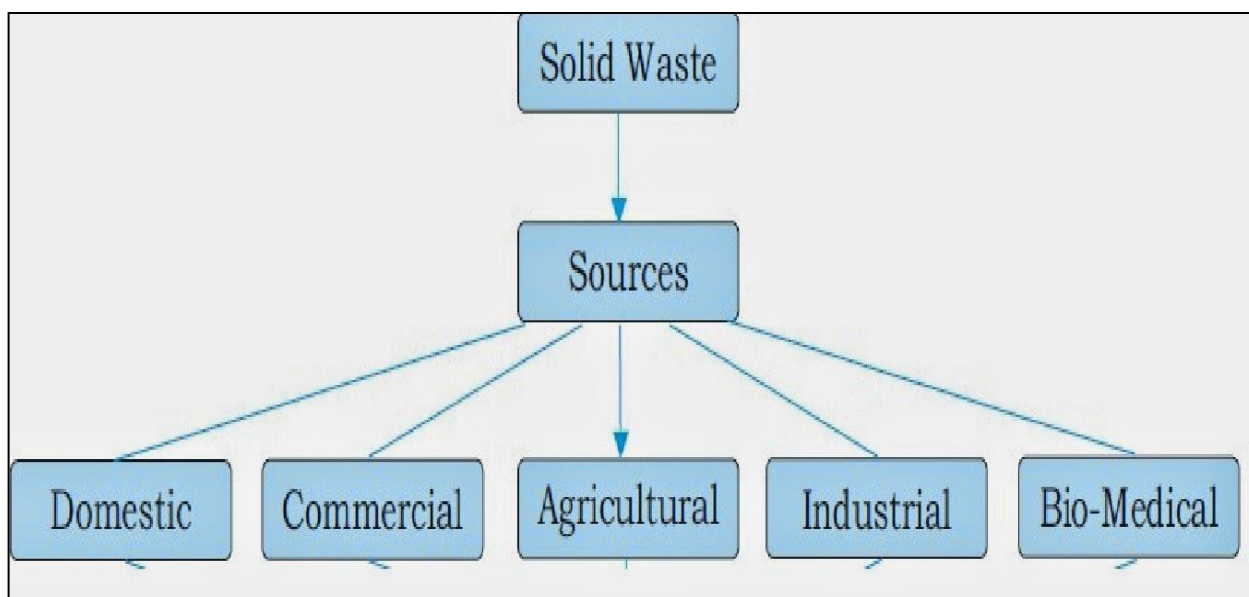 Solid Waste
Sources
Domestic
Commercial
Agricultural
Industrial
Bio-Medical